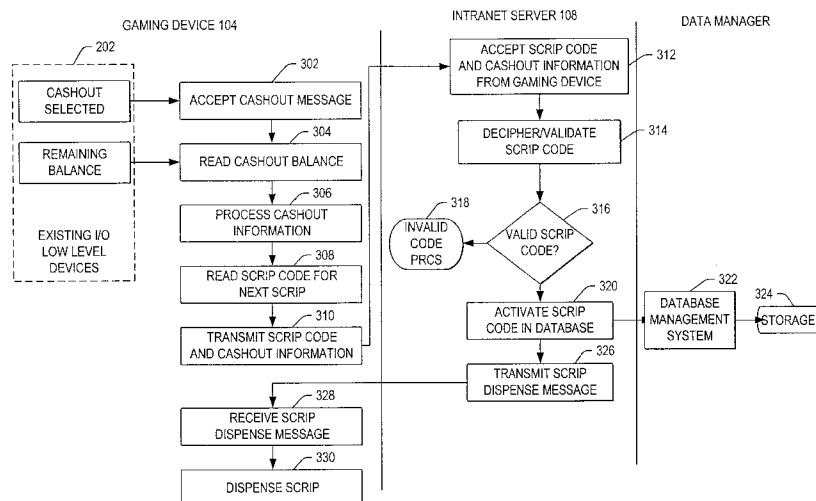 GAMING DEVICE 104
INTRANET SERVER 108
DATA MANAGER
202
CASHOUT
SELECTED
REMAINING
BALANCE
EXISTING I/O
LOW LEVEL
DEVICES
302
ACCEPT CASHOUT MESSAGE
304
READ CASHOUT BALANCE
306
PROCESS CASHOUT
INFORMATION
308
READ SCRIP CODE FOR
NEXT SCRIP
310
TRANSMIT SCRIP CODE
AND CASHOUT INFORMATION
ACCEPT SCRIP CODE
AND CASHOUT INFORMATION
FROM GAMING DEVICE
312
DECIPHER/VALIDATE
SCRIP CODE
314
316
VALID SCRIP
CODE?
318
INVALID
CODE
PRCS
320
ACTIVATE SCRIP
CODE IN DATABASE
322
DATABASE
MANAGEMENT
SYSTEM
324
STORAGE
326
TRANSMIT SCRIP
DISPENSE MESSAGE
328
RECEIVE SCRIP
DISPENSE MESSAGE
330
DISPENSE SCRIP